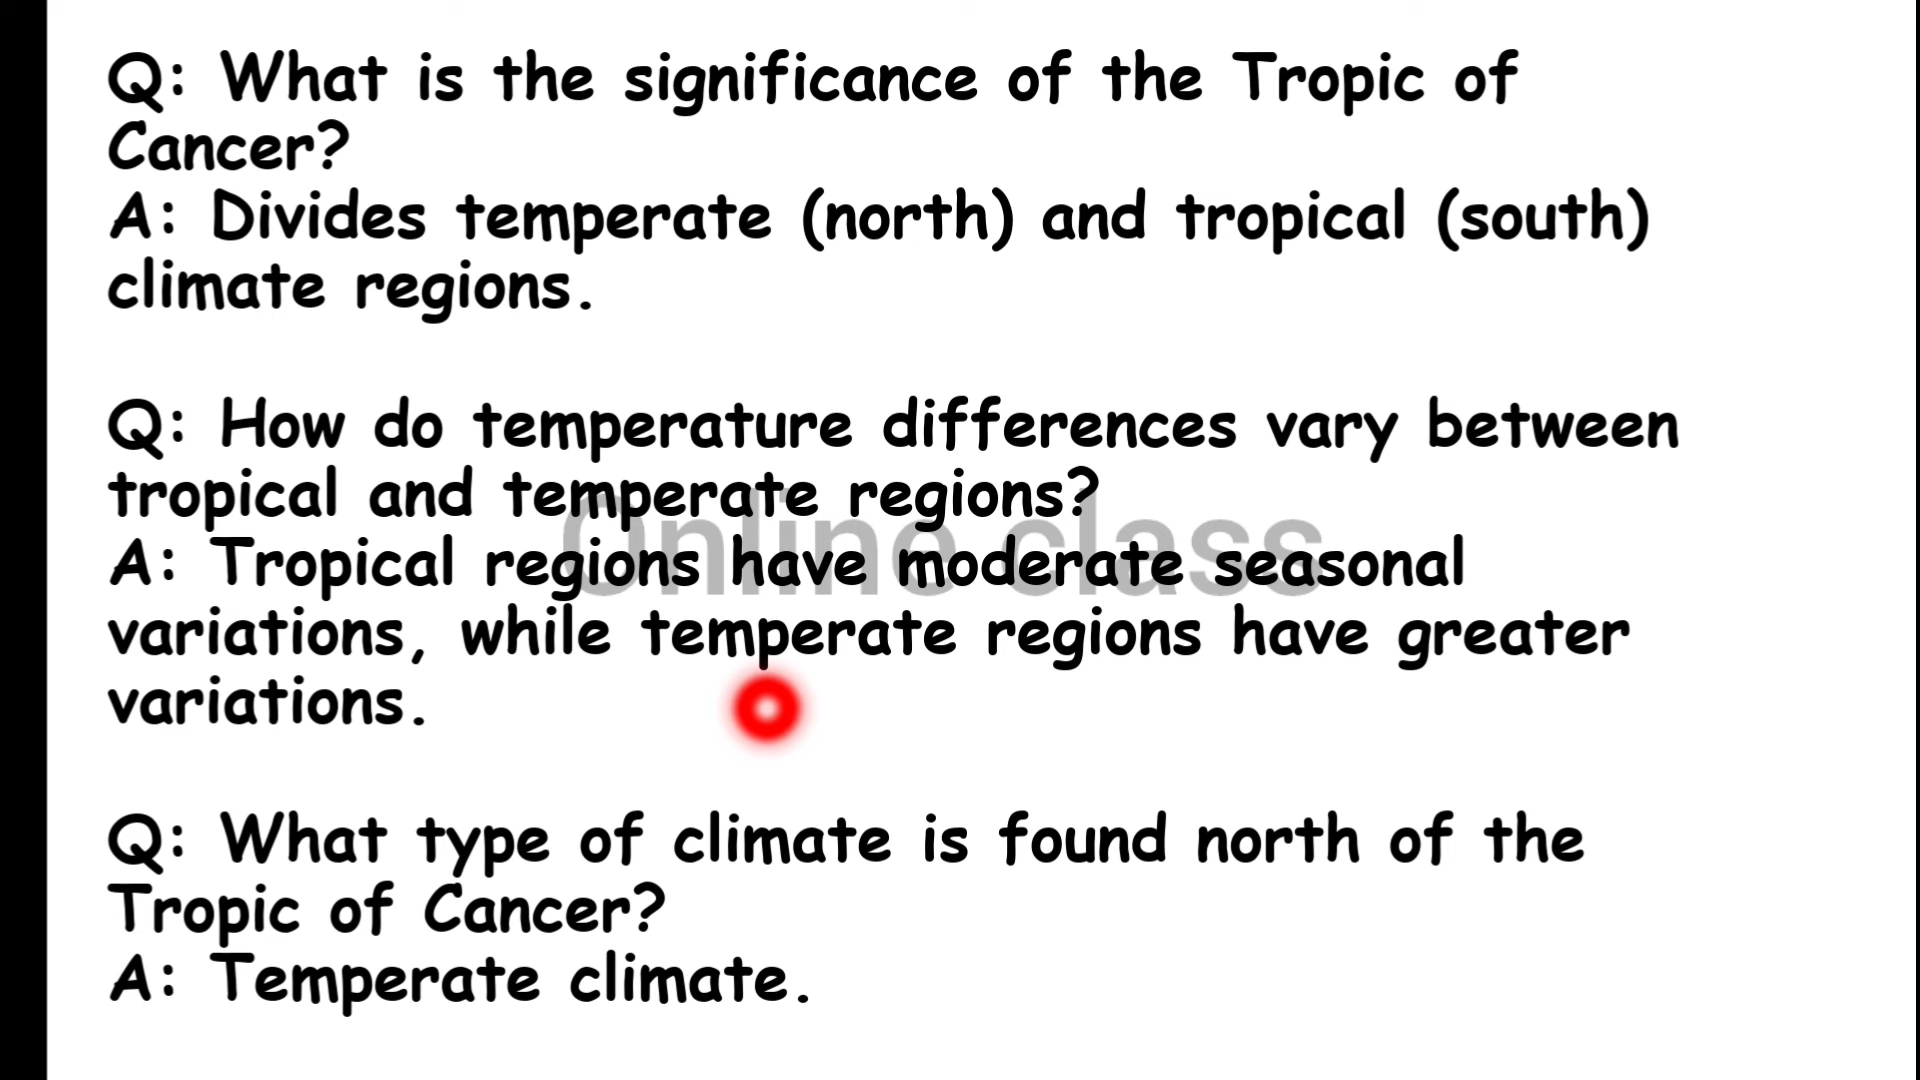 Q: What is the significance of the Tropic of
Cancer?
A: Divides temperate (north) and tropical (south)
climate regions.
Q: How do temperature differences vary between
tropical and temperate regions?
Online class
A: Tropical regions have moderate seasonal
variations, while temperate regions have greater
variations.
Q: What type of climate is found north of the
Tropic of Cancer?
A: Temperate climate.